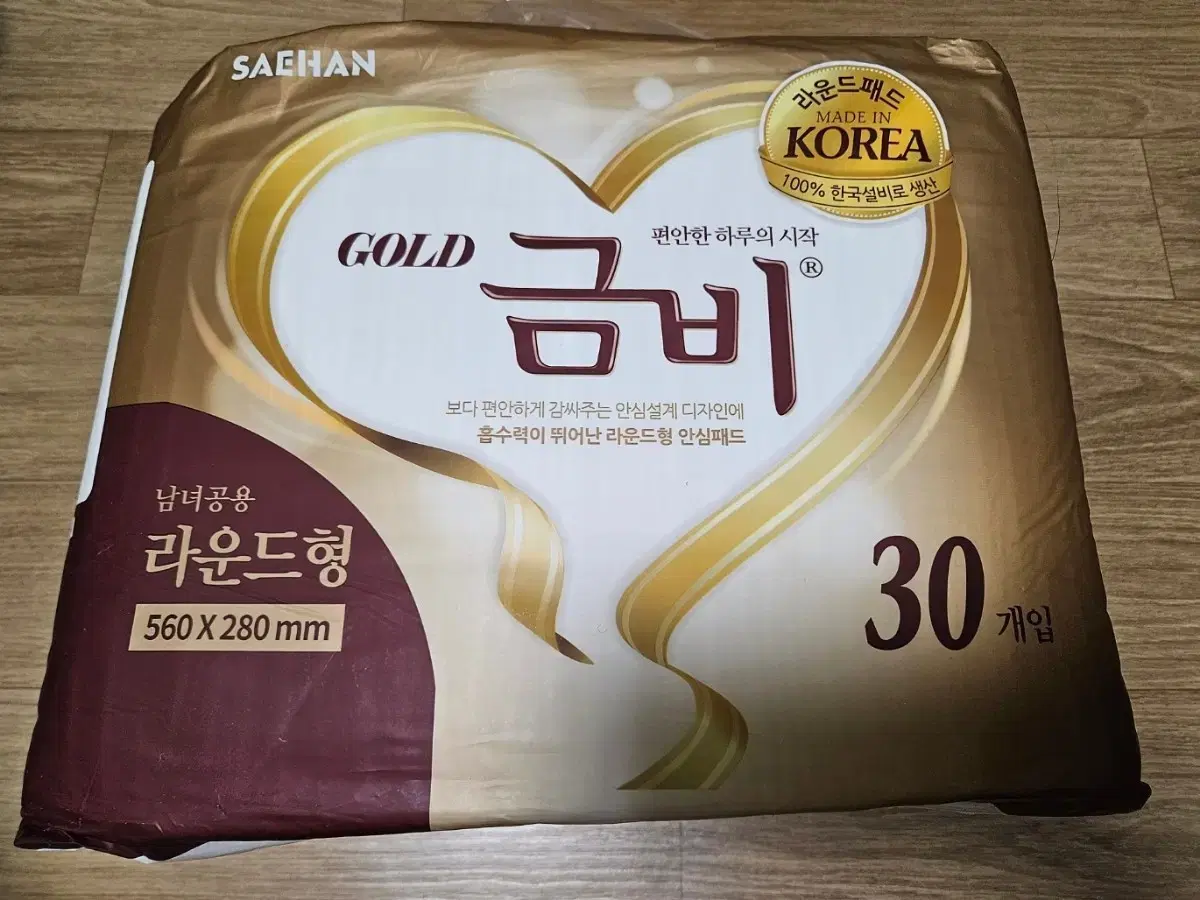 SAEHAN
라운드패드
MADE IN
KOREA
100% 한국설비로 생산
편안한 하루의 시작
GOLD
금비®
보다 편안하게 감싸주는 안심설계 디자인에
흡수력이 뛰어난 라운드형 안심패드
남녀공용
라운드형
560 X 280 mm
30 개입